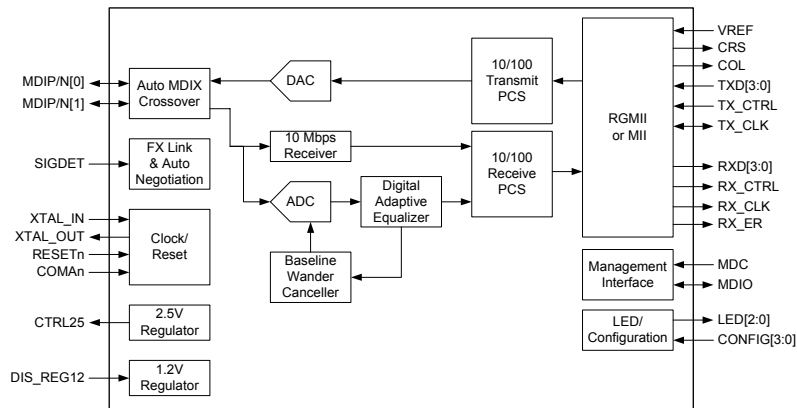 MDIP/N[0]
MDIP/N[1]
SIGDET
XTAL_IN
XTAL_OUT
RESETn
COMAn
CTRL25
DIS_REG12
Auto MDIX
Crossover
FX Link
& Auto
Negotiation
Clock/
Reset
2.5V
Regulator
1.2V
Regulator
DAC
10 Mbps
Receiver
ADC
Digital
Adaptive
Equalizer
Baseline
Wander
Canceller
10/100
Transmit
PCS
10/100
Receive
PCS
RGMII
or MII
Management
Interface
LED/
Configuration
VREF
CRS
COL
TXD[3:0]
TX_CTRL
TX_CLK
RXD[3:0]
RX_CTRL
RX_CLK
RX_ER
MDC
MDIO
LED[2:0]
CONFIG[3:0]